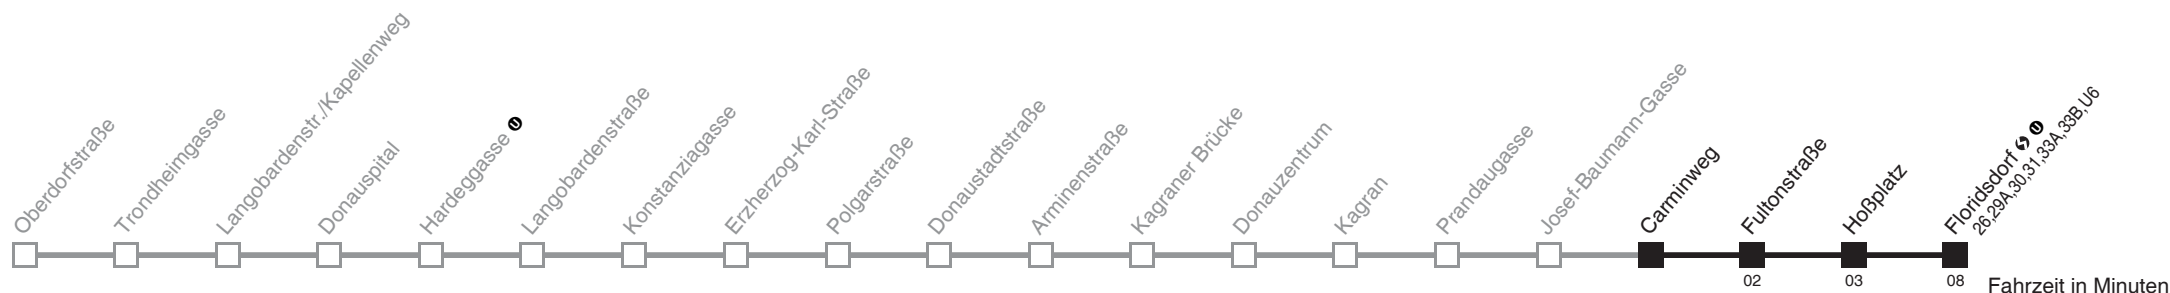 Oberdorfstraße
Trondheimgasse
Langobardenstr./Kapellenweg
Donauspital
Hardeggasse U
Langobardenstraße
Konstanziagasse
Erzherzog-Karl-Straße
Polgarstraße
Donaustadtstraße
Arminenstraße
Kagraner Brücke
Donauzentrum
Kagran
Prandaugasse
Josef-Baumann-Gasse
Carminweg
Fultonstraße
Hoßplatz
Floridsdorf S U
26,29A,30,31,33A,33B,U6
02 03 08 Fahrzeit in Minuten